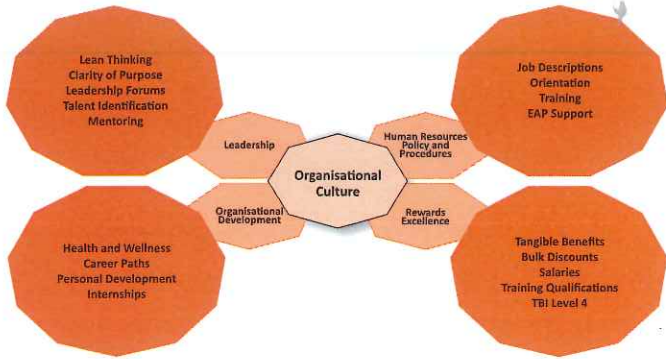 Lean Thinking
Clarity of Purpose
Leadership Forums
Talent Identification
Mentoring
Leadership
Job Descriptions
Orientation
Training
EAP Support
Human Resources
Policy and
Procedures
Organisational
Culture
Health and Wellness
Career Paths
Personal Development
Internships
Organisational
Development
Rewards
Excellence
Tangible Benefits
Bulk Discounts
Salaries
Training Qualifications
TBI Level 4